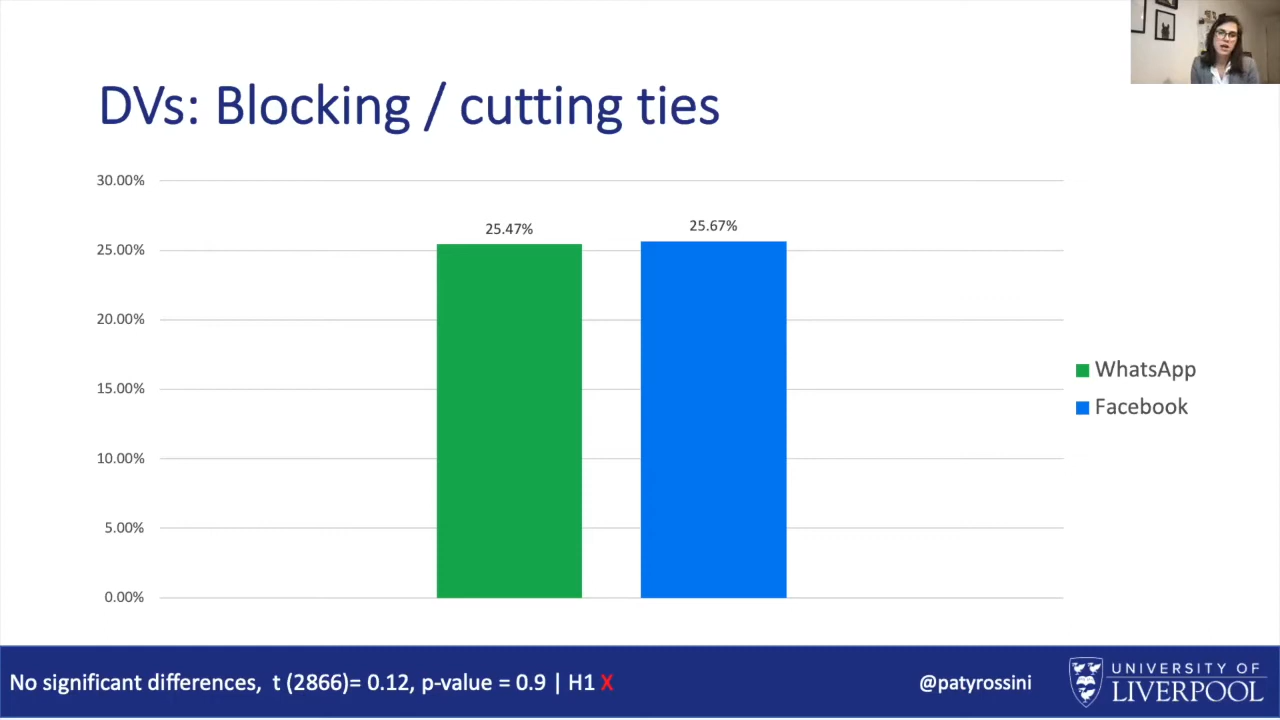 DVs: Blocking / cutting ties
30.00%
25.00%
20.00%
15.00%
10.00%
5.00%
0.00%
25.47%
25.67%
WhatsApp
Facebook
No significant differences, t (2866)= 0.12, p-value = 0.9 | H1 X
@patyrossini
UNIVERSITY OF
LIVERPOOL